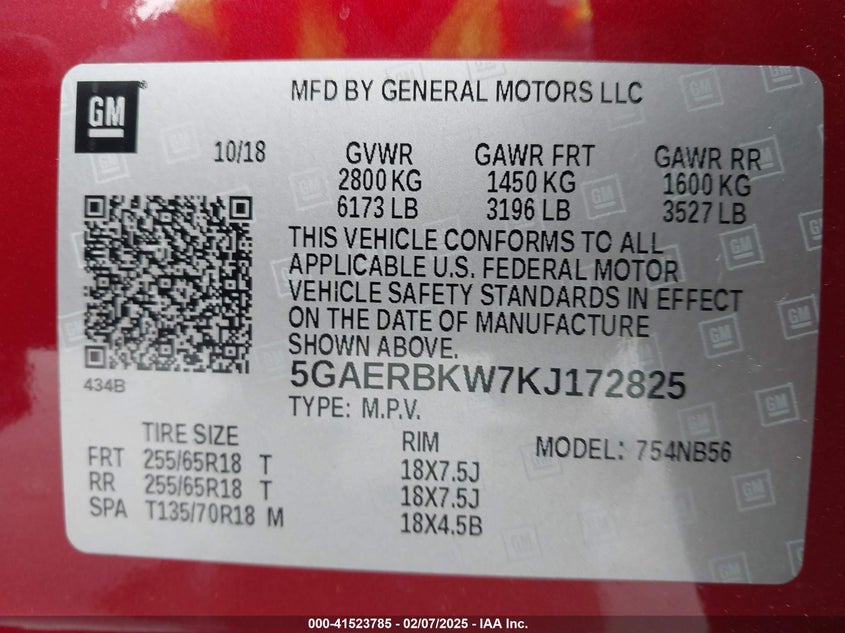 GM
MFD BY GENERAL MOTORS LLC
10/18
GVWR
2800 KG
6173 LB
GAWR FRT
1450 KG
3196 LB
GAWR RR
1600 KG
3527 LB
THIS VEHICLE CONFORMS TO ALL
APPLICABLE U.S. FEDERAL MOTOR
VEHICLE SAFETY STANDARDS IN EFFECT
ON THE DATE OF MANUFACTURE
SHOWN ABOVE.
434B
5GAERBKW7KJ172825
TYPE: M.P.V.
TIRE SIZE
FRT 255/65R18 T
RR 255/65R18 T
SPA T135/70R18 M
RIM
18X7.5J
18X7.5J
18X4.5B
MODEL: 754NB56
000-41523785 - 02/07/2025 - IAA Inc.